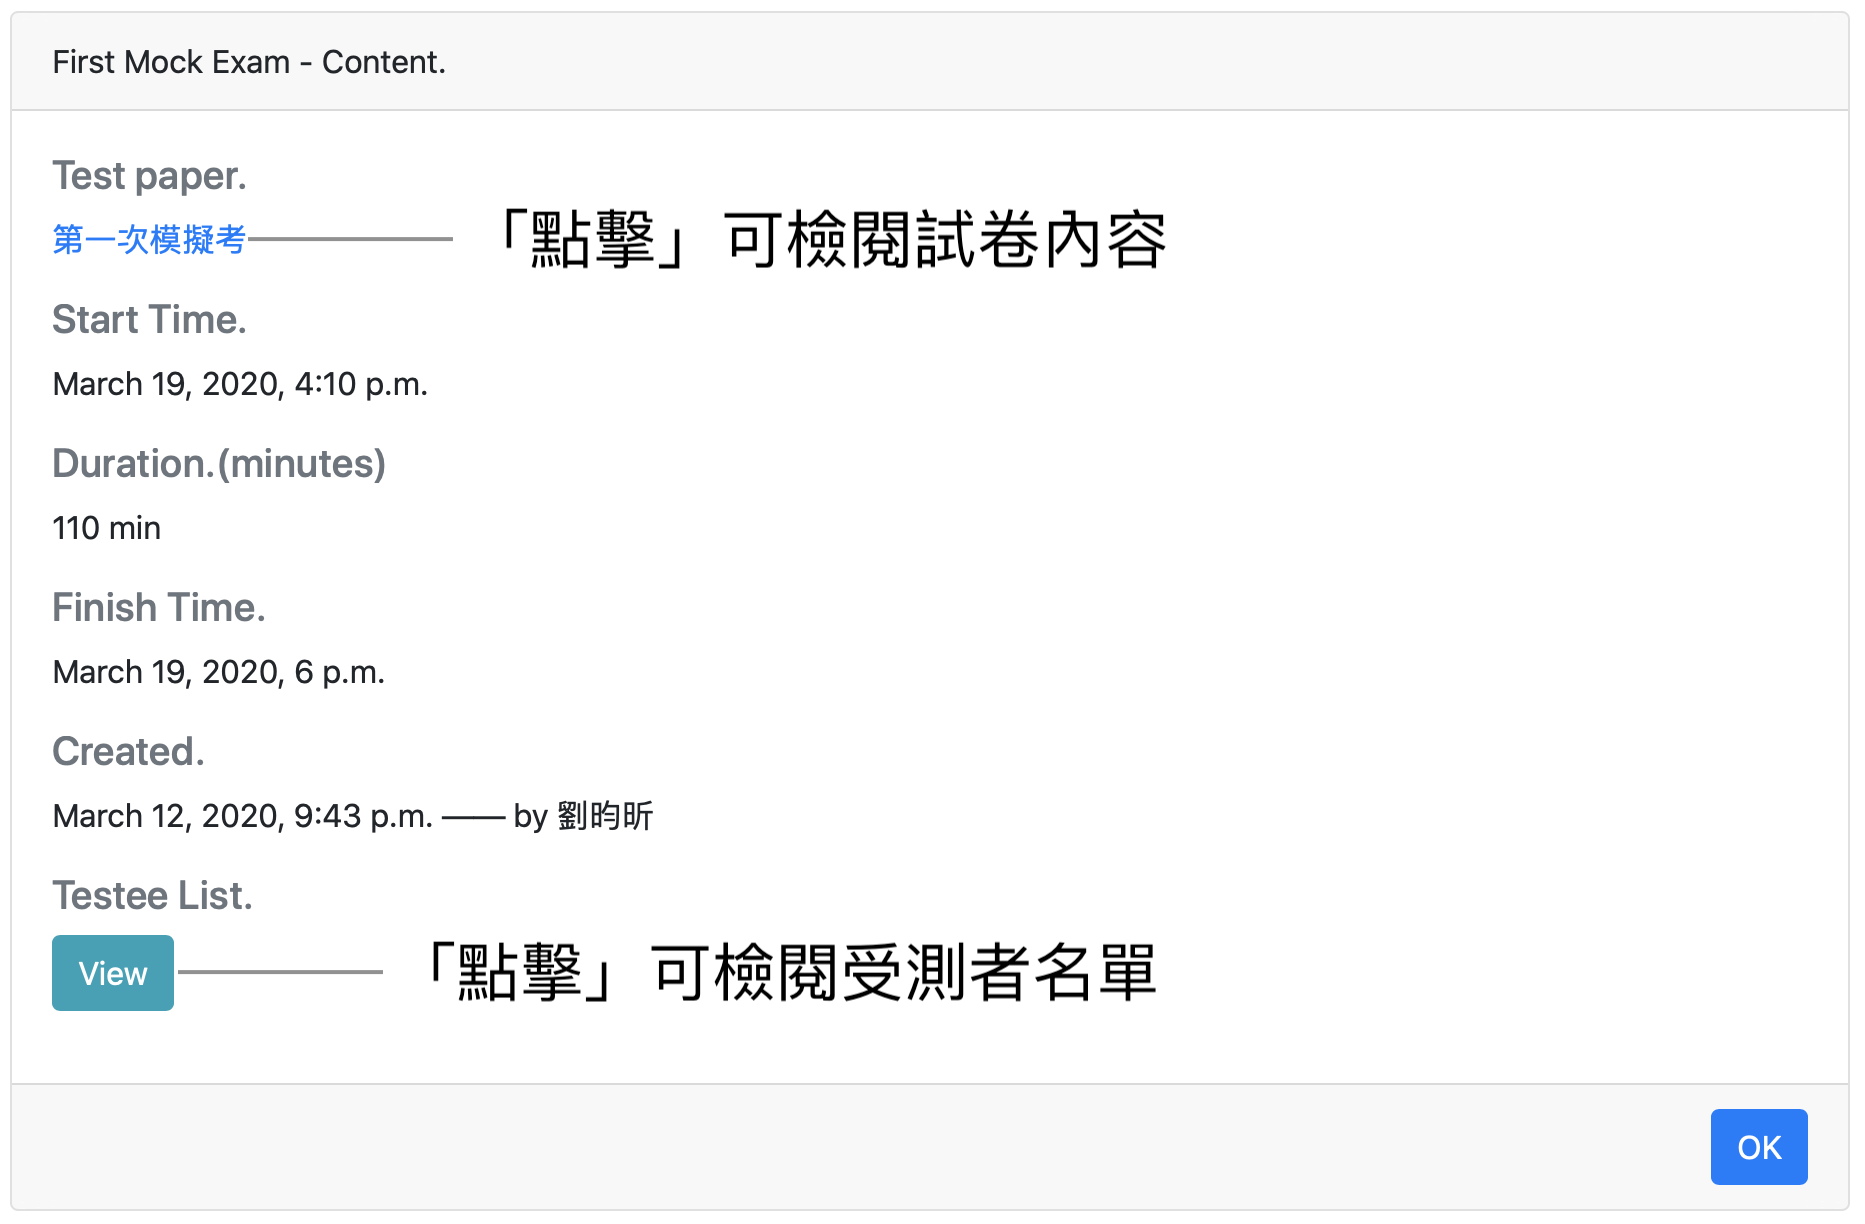 First Mock Exam - Content.
Test paper.
第一次模擬考 「點擊」可檢閱試卷內容
Start Time.
March 19, 2020, 4:10 p.m.
Duration.(minutes)
110 min
Finish Time.
March 19, 2020, 6 p.m.
Created.
March 12, 2020, 9:43 p.m. —— by 劉昀昕
Testee List.
View 「點擊」可檢閱受測者名單
OK